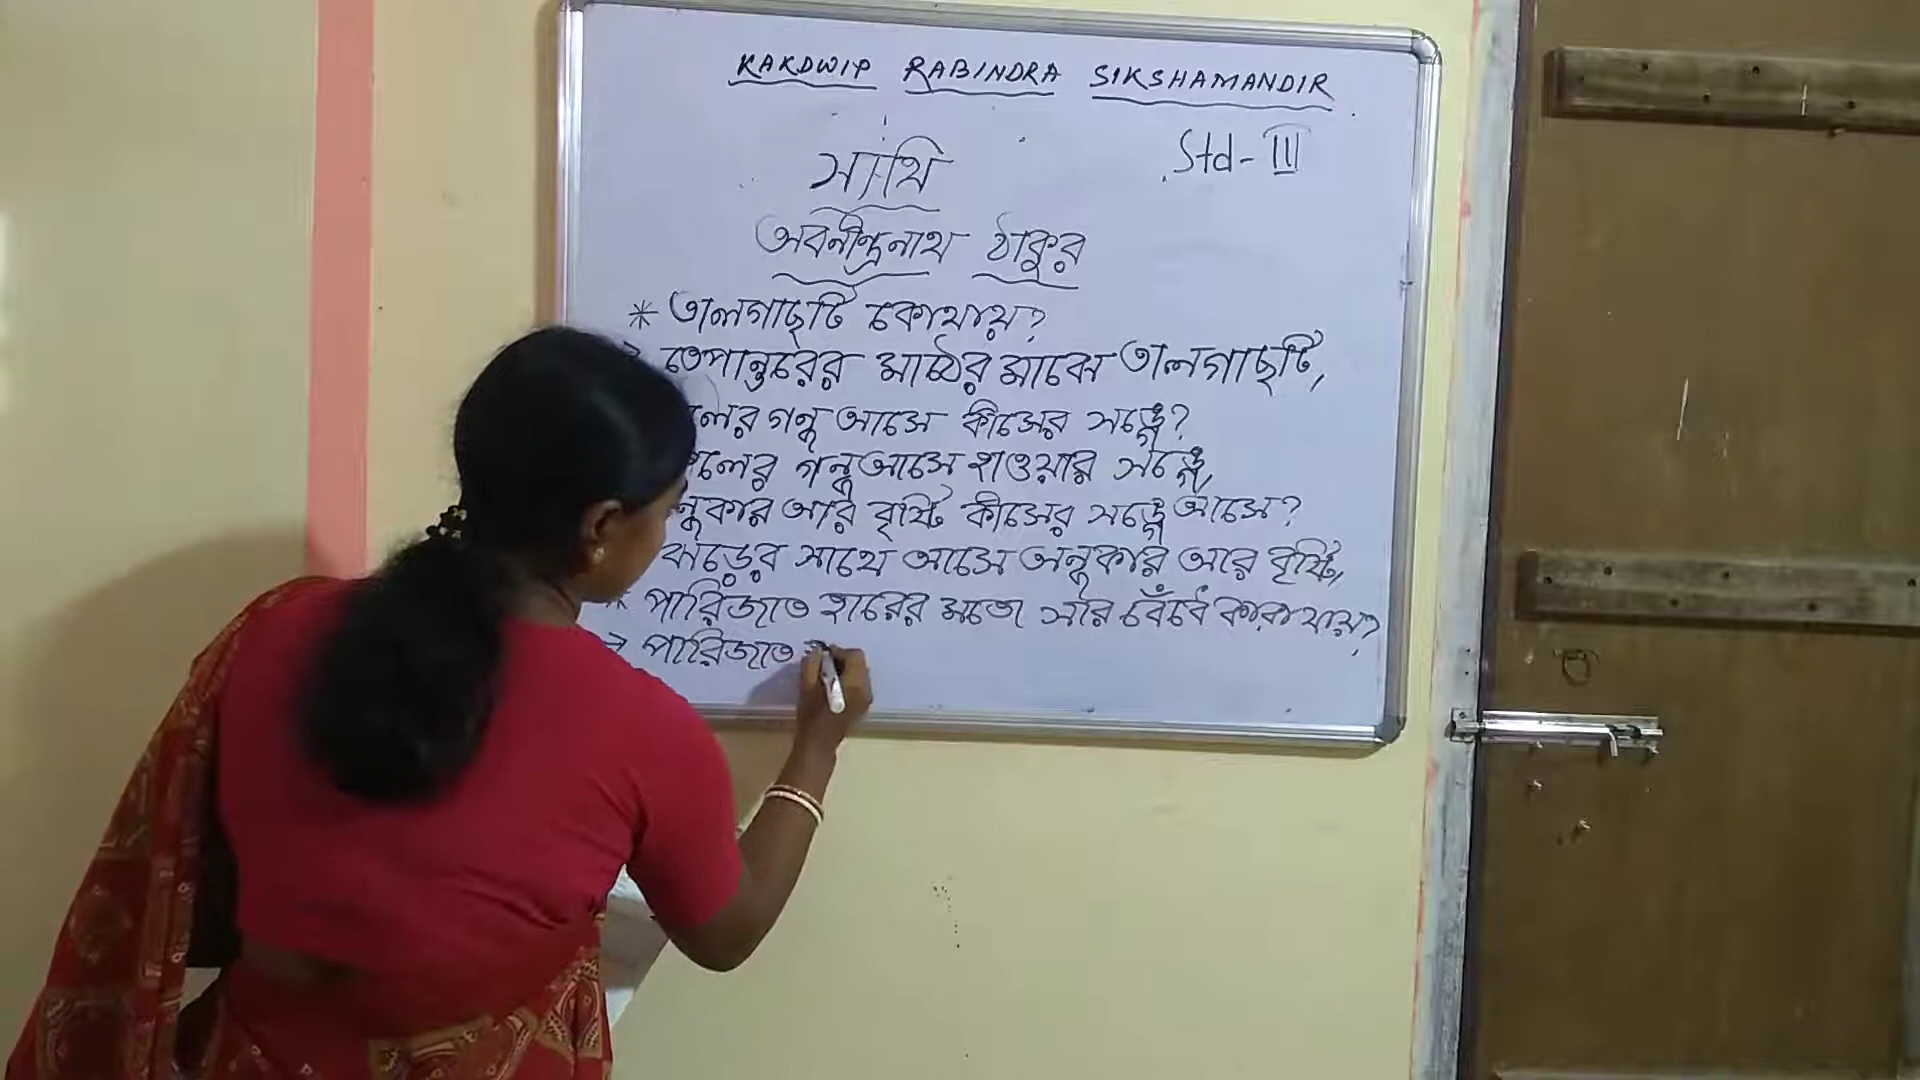 KAKDWIP RABINDRA SIKSHAMANDIR
Std - III
সাথি
অবনীন্দ্রনাথ ঠাকুর
* তালগাছটি কোথায়?
→ তেপান্তরের মাঠের মাঝে তালগাছটি,
লের গন্ধ আসে কীসের সঙ্গে?
লের গন্ধ আসে হাওয়ার সঙ্গে,
ন্ধকার আর বৃষ্টি কীসের সঙ্গে আসে?
ঝড়ের সাথে আসে অন্ধকার আর বৃষ্টি,
* পারিজাত হারের মতো সার বেঁধে কারা যায়?
→ পারিজাত